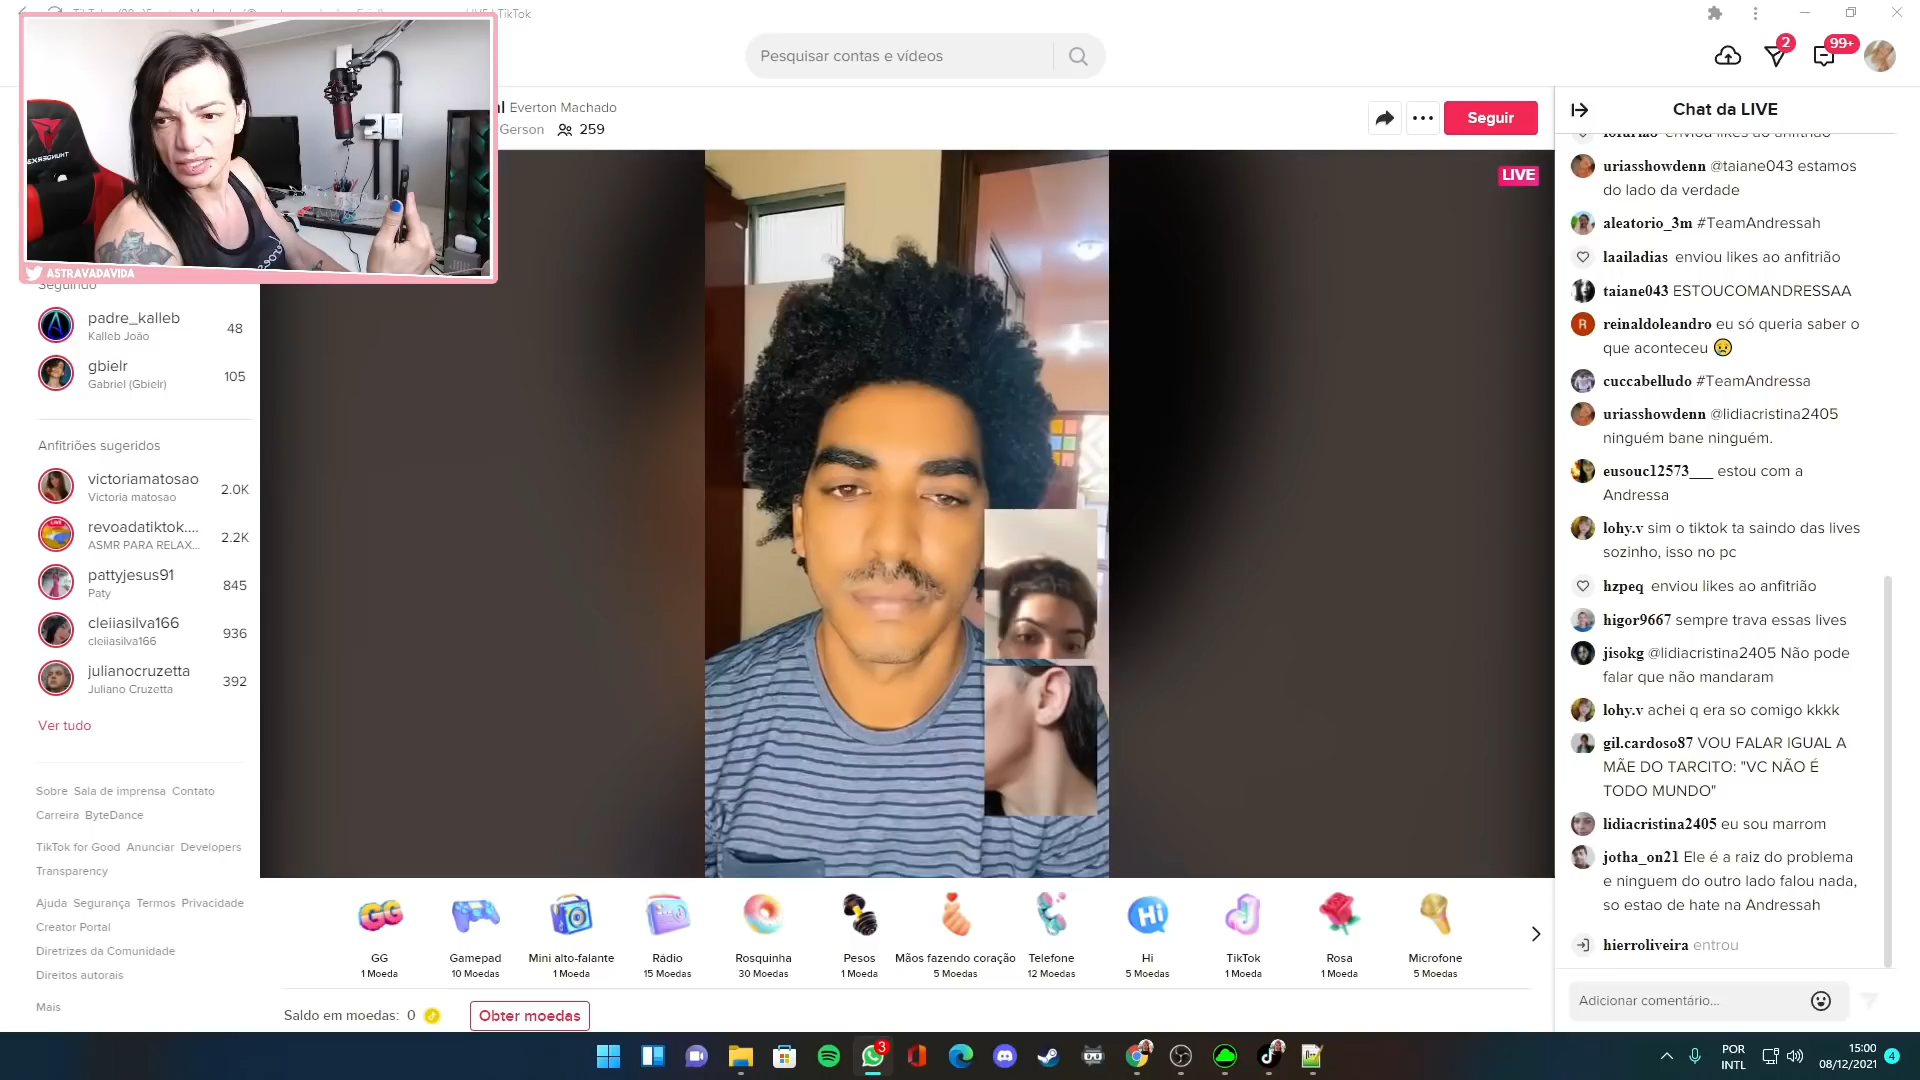 LIVE | TikTok
Pesquisar contas e vídeos
2
99+
ASTRAVADAVIDA
Everton Machado
Gerson 259
Seguir
LIVE
Seguindo
padre_kalleb
Kalleb João
48
gbielr
Gabriel (Gbielr)
105
Anfitriões sugeridos
victoriamatosao
Victoria matosao
2.0K
revoadatiktok....
ASMR PARA RELAX...
2.2K
pattyjesus91
Paty
845
cleiiasilva166
cleiiasilva166
936
julianocruzetta
Juliano Cruzetta
392
Ver tudo
Sobre Sala de imprensa Contato
Carreira ByteDance
TikTok for Good Anunciar Developers
Transparency
Ajuda Segurança Termos Privacidade
Creator Portal
Diretrizes da Comunidade
Direitos autorais
Mais
GG
1 Moeda
Gamepad
10 Moedas
Mini alto-falante
1 Moeda
Rádio
15 Moedas
Rosquinha
30 Moedas
Pesos
1 Moeda
Mãos fazendo coração
5 Moedas
Telefone
12 Moedas
Hi
5 Moedas
TikTok
1 Moeda
Rosa
1 Moeda
Microfone
5 Moedas
Saldo em moedas: 0
Obter moedas
Chat da LIVE
enviou likes ao anfitrião
uriasshowdenn @taiane043 estamos
do lado da verdade
aleatorio_3m #TeamAndressah
laailadias enviou likes ao anfitrião
taiane043 ESTOUCOMANDRESSAA
reinaldoleandro eu só queria saber o
que aconteceu 😥
cuccabelludo #TeamAndressa
uriasshowdenn @lidiacristina2405
ninguém bane ninguém.
eusouc12573___ estou com a
Andressa
lohy.v sim o tiktok ta saindo das lives
sozinho, isso no pc
hzpeq enviou likes ao anfitrião
higor9667 sempre trava essas lives
jisokg @lidiacristina2405 Não pode
falar que não mandaram
lohy.v achei q era so comigo kkkk
gil.cardoso87 VOU FALAR IGUAL A
MÃE DO TARCITO: "VC NÃO É
TODO MUNDO"
lidiacristina2405 eu sou marrom
jotha_on21 Ele é a raiz do problema
e ninguem do outro lado falou nada,
so estao de hate na Andressah
hierroliveira entrou
Adicionar comentário...
3
POR
INTL
15:00
08/12/2021
4